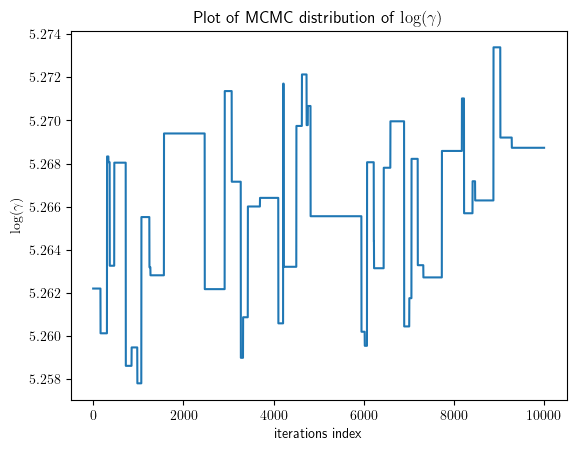 Plot of MCMC distribution of log(γ)
5.274
5.272
5.270
5.268
5.266
5.264
5.262
5.260
5.258
log(γ)
0 2000 4000 6000 8000 10000
iterations index